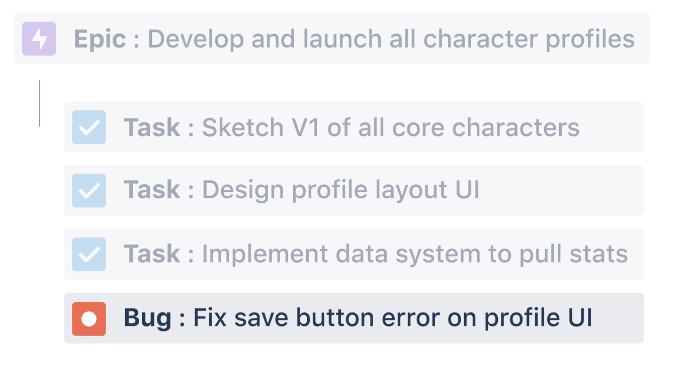 Epic : Develop and launch all character profiles
Task : Sketch V1 of all core characters
Task : Design profile layout UI
Task : Implement data system to pull stats
Bug : Fix save button error on profile UI